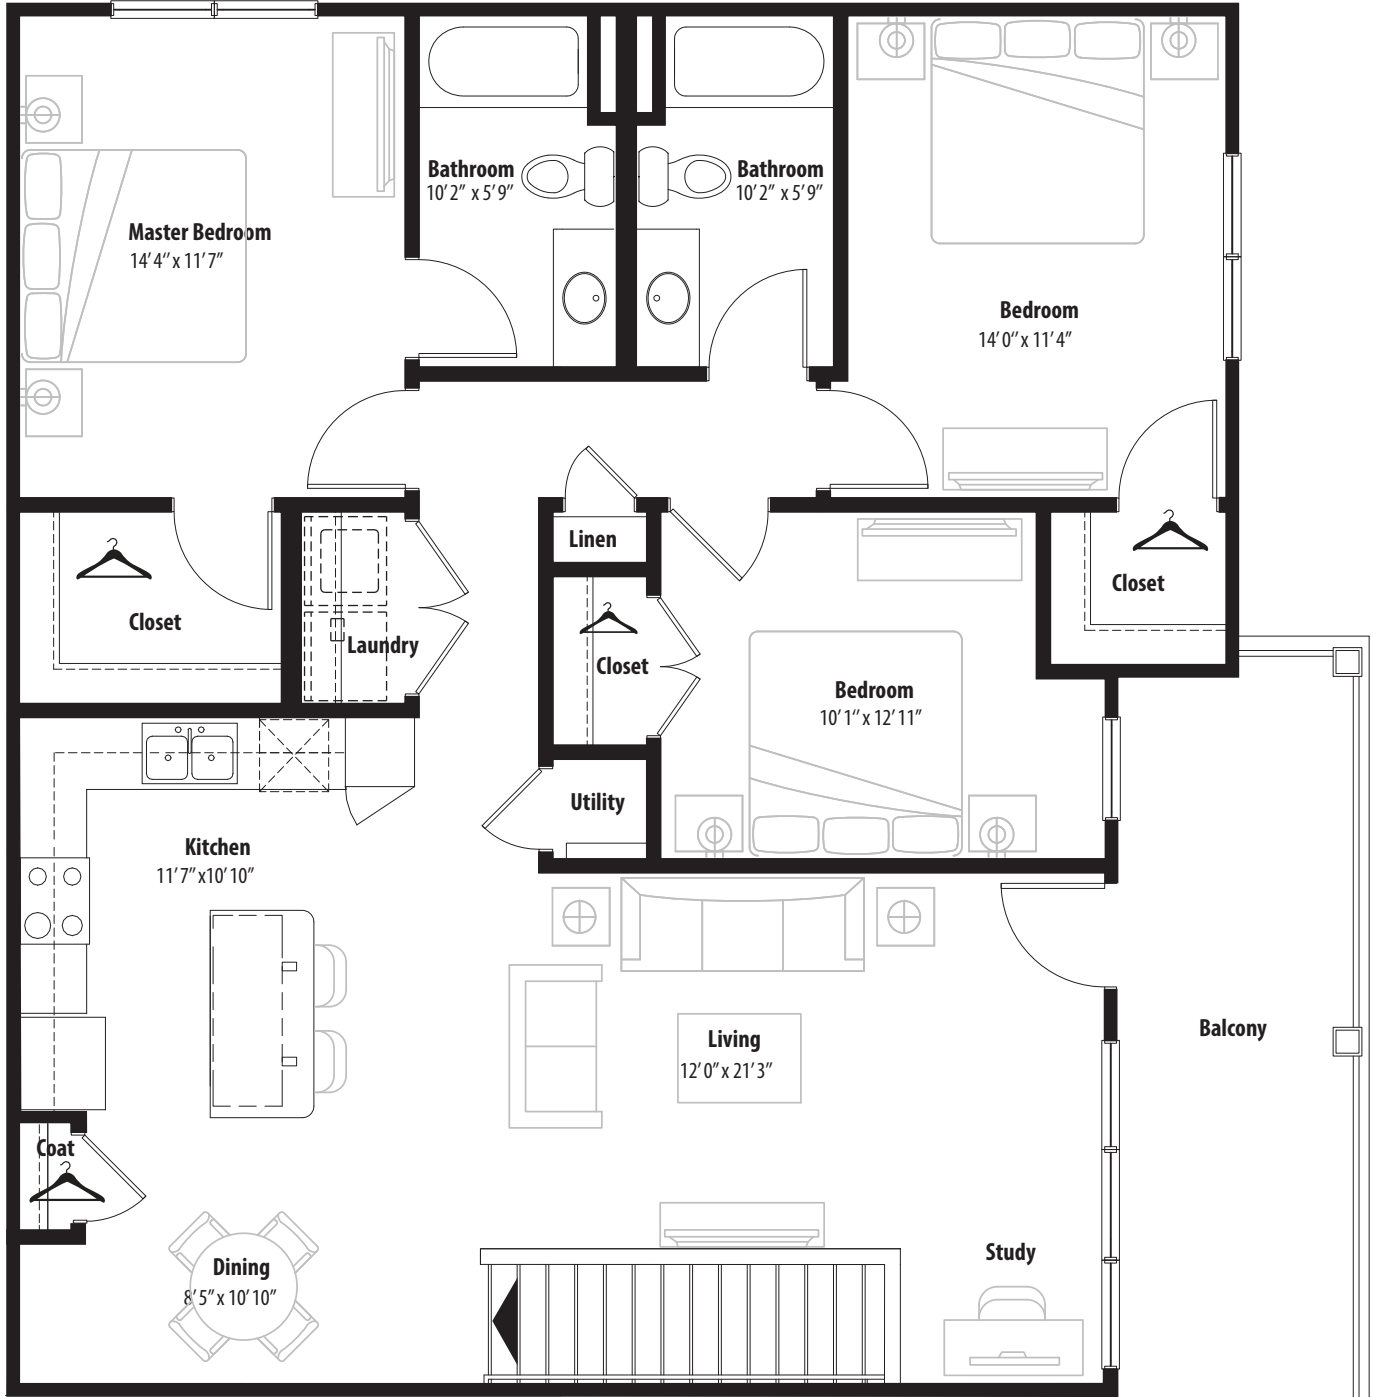 Bathroom
10'2" x 5'9"
Bathroom
10'2" x 5'9"
Master Bedroom
14'4" x 11'7"
Bedroom
14'0" x 11'4"
Linen
Closet
Closet
Laundry
Closet
Bedroom
10'1" x 12'11"
Utility
Kitchen
11'7" x10'10"
Living
12'0" x 21'3"
Balcony
Coat
Study
Dining
8'5" x 10'10"